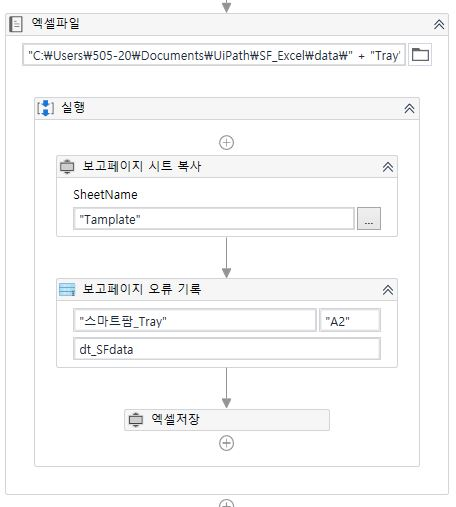 엑셀파일
"C:₩Users₩505-20₩Documents₩UiPath₩SF_Excel₩data₩" + "Tray'
실행
보고페이지 시트 복사
SheetName
"Tamplate"
...
보고페이지 오류 기록
"스마트팜_Tray" "A2"
dt_SFdata
엑셀저장